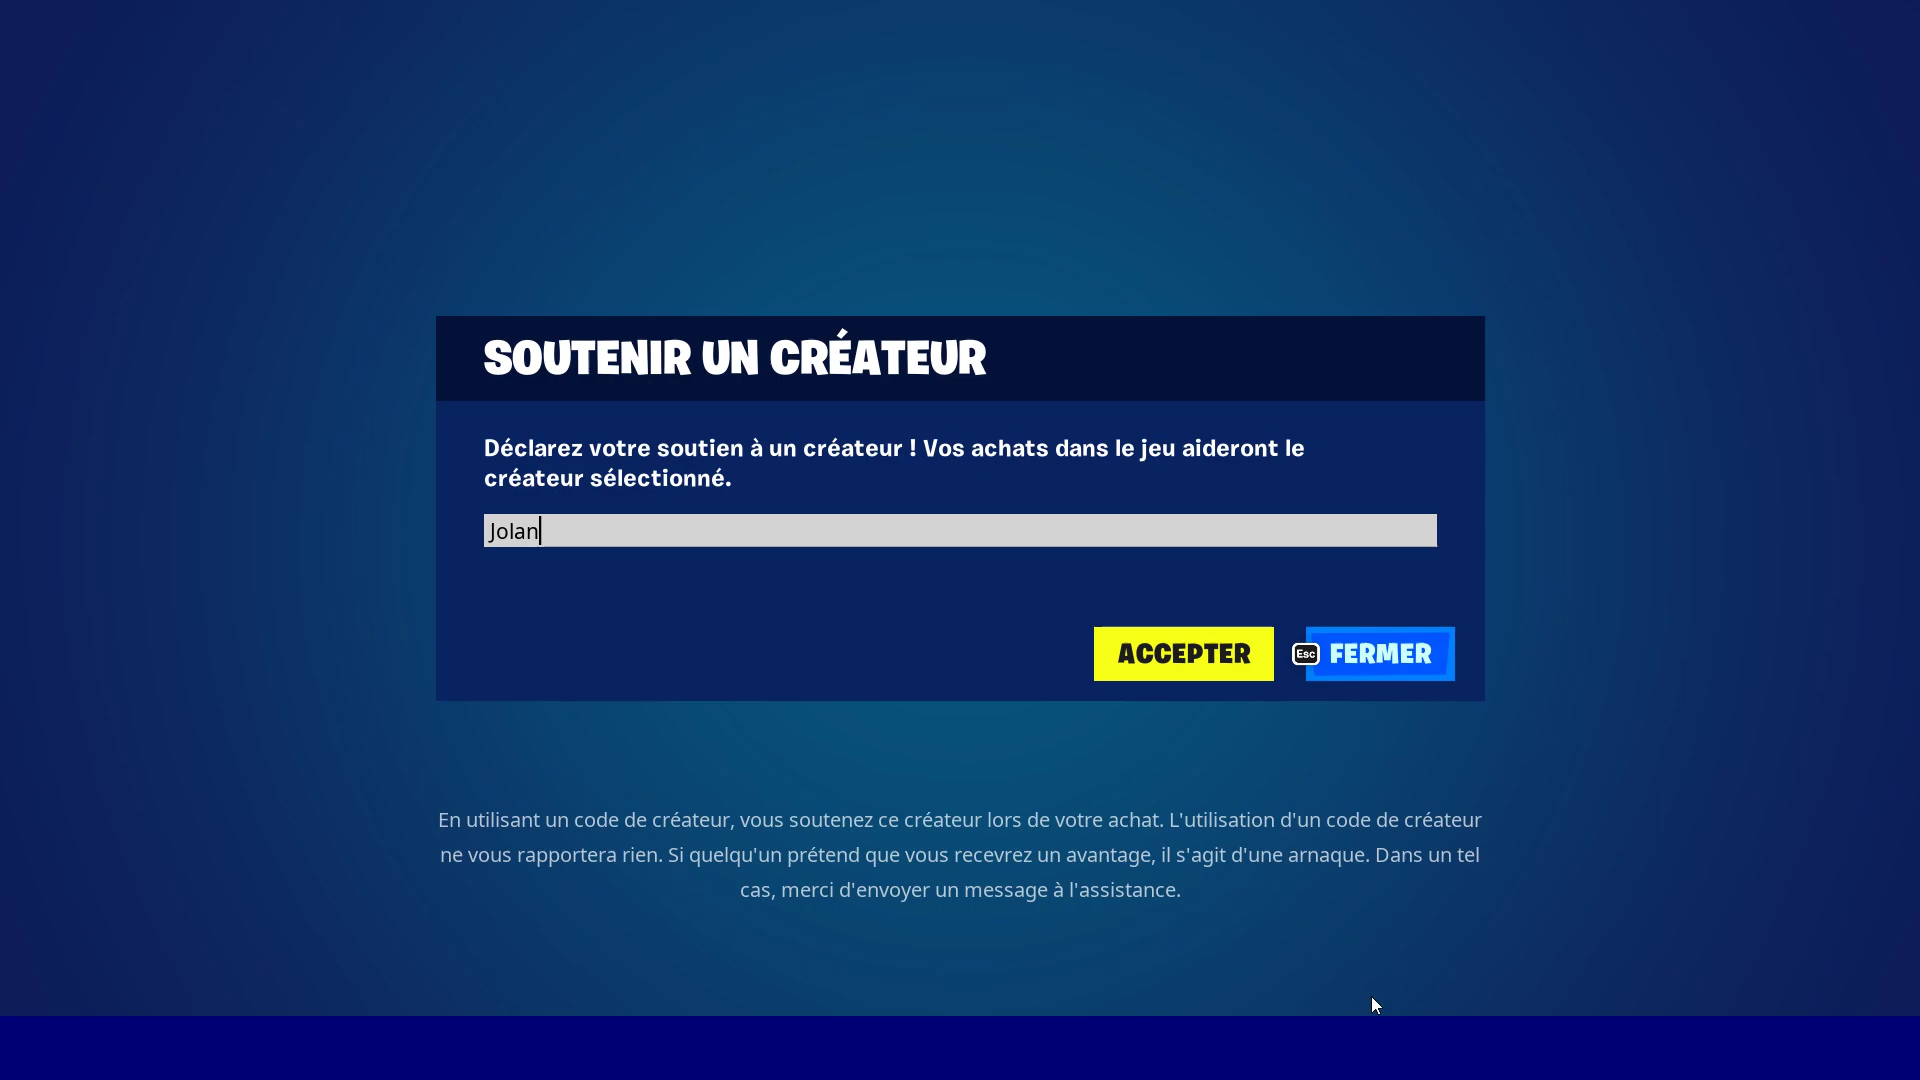 SOUTENIR UN CRÉATEUR
Déclarez votre soutien à un créateur ! Vos achats dans le jeu aideront le
créateur sélectionné.
Jolan
ACCEPTER
Esc FERMER
En utilisant un code de créateur, vous soutenez ce créateur lors de votre achat. L'utilisation d'un code de créateur
ne vous rapportera rien. Si quelqu'un prétend que vous recevrez un avantage, il s'agit d'une arnaque. Dans un tel
cas, merci d'envoyer un message à l'assistance.